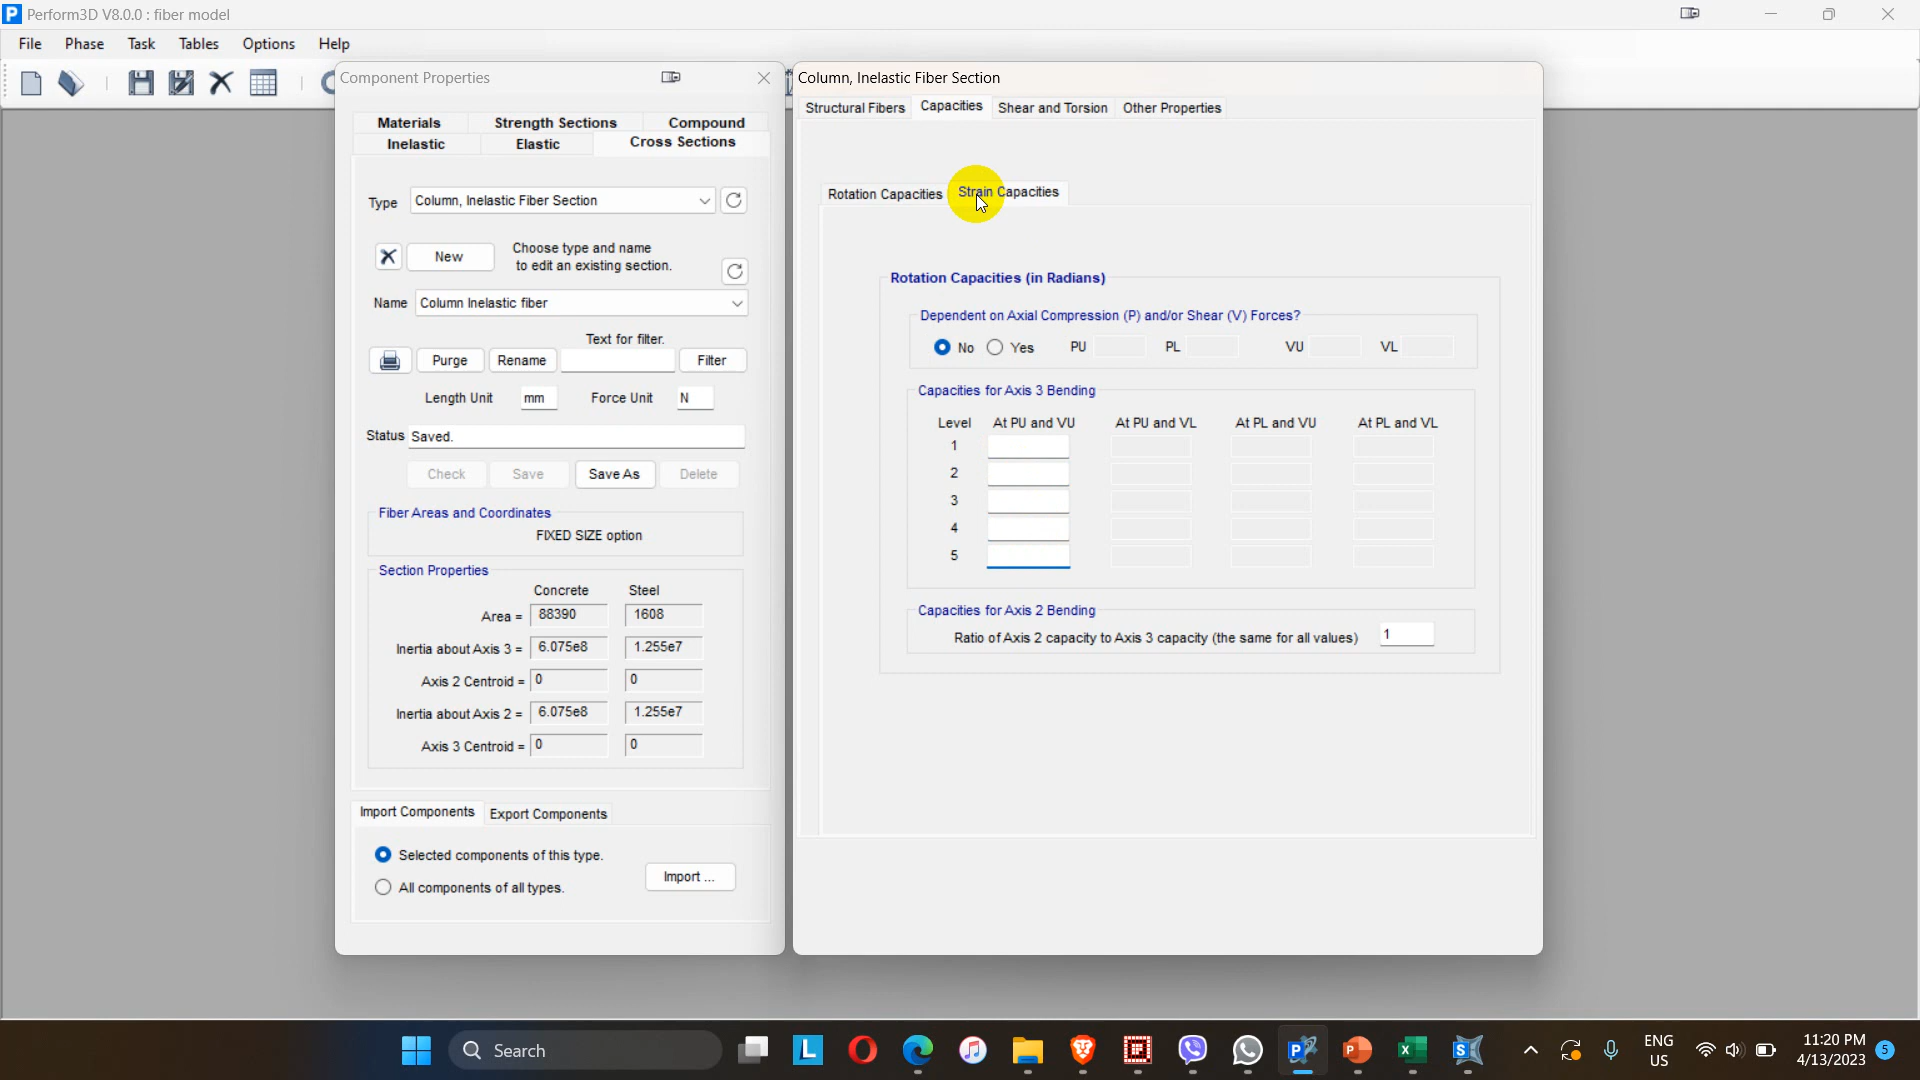 Perform3D V8.0.0 : fiber model
File Phase Task Tables Options Help
Component Properties
Materials Strength Sections Compound
Inelastic Elastic Cross Sections
Type Column, Inelastic Fiber Section
New
Choose type and name
to edit an existing section.
Name Column Inelastic fiber
Text for filter.
Purge Rename Filter
Length Unit mm Force Unit N
Status Saved.
Check Save Save As Delete
Fiber Areas and Coordinates
FIXED SIZE option
Section Properties
Concrete Steel
Area = 88390 1608
Inertia about Axis 3 = 6.075e8 1.255e7
Axis 2 Centroid = 0 0
Inertia about Axis 2 = 6.075e8 1.255e7
Axis 3 Centroid = 0 0
Import Components Export Components
Selected components of this type.
All components of all types.
Import ...
Column, Inelastic Fiber Section
Structural Fibers Capacities Shear and Torsion Other Properties
Rotation Capacities Strain Capacities
Rotation Capacities (in Radians)
Dependent on Axial Compression (P) and/or Shear (V) Forces?
No Yes PU PL VU VL
Capacities for Axis 3 Bending
Level At PU and VU At PU and VL At PL and VU At PL and VL
1
2
3
4
5
Capacities for Axis 2 Bending
Ratio of Axis 2 capacity to Axis 3 capacity (the same for all values) 1
Search
ENG
US
11:20 PM
4/13/2023
5